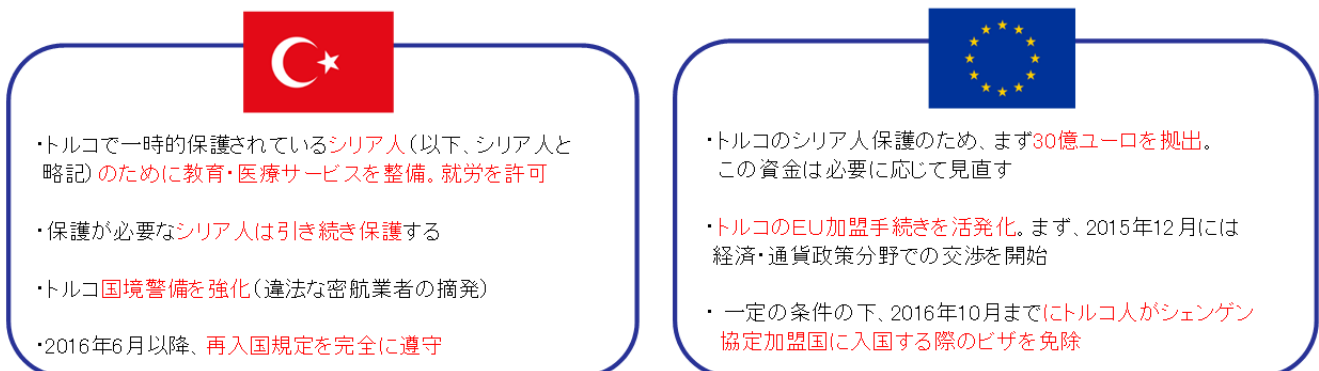 ・トルコで一時的保護されているシリア人（以下、シリア人と
略記）のために教育・医療サービスを整備。就労を許可
・保護が必要なシリア人は引き続き保護する
・トルコ国境警備を強化（違法な密航業者の摘発）
・2016年6月以降、再入国規定を完全に遵守
・トルコのシリア人保護のため、まず30億ユーロを拠出。
この資金は必要に応じて見直す
・トルコのEU加盟手続きを活発化。まず、2015年12月には
経済・通貨政策分野での交渉を開始
・ 一定の条件の下、2016年10月までにトルコ人がシェンゲン
協定加盟国に入国する際のビザを免除